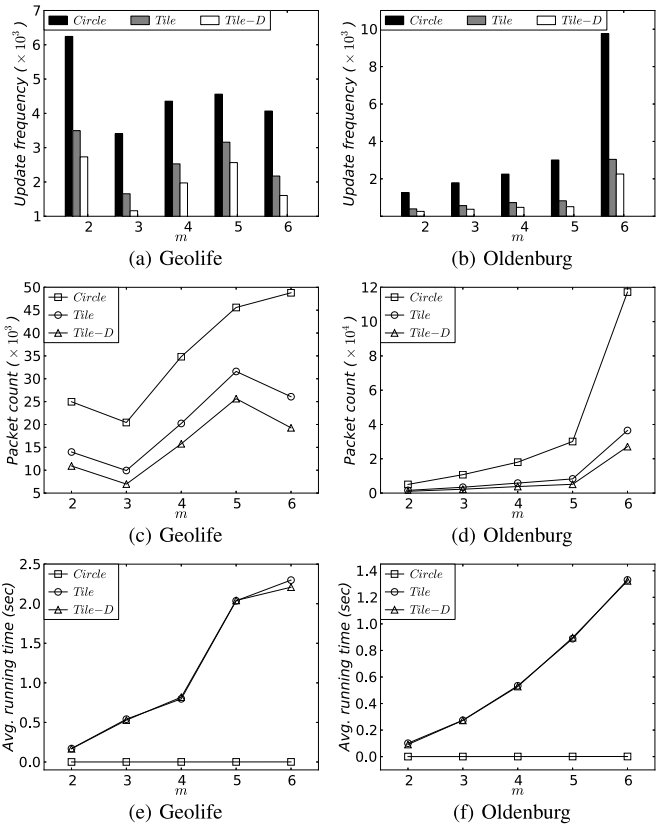 Circle Tile Tile−D
Update frequency ( × 10³ )
7
6
5
4
3
2
1
2 3 4 5 6
m
(a) Geolife
Circle Tile Tile−D
Update frequency ( × 10³ )
10
8
6
4
2
2 3 4 5 6
m
(b) Oldenburg
Circle
Tile
Tile−D
Packet count ( × 10³ )
50
45
40
35
30
25
20
15
10
5
2 3 4 5 6
m
(c) Geolife
Circle
Tile
Tile−D
Packet count ( × 10⁴ )
12
10
8
6
4
2
0
2 3 4 5 6
m
(d) Oldenburg
Circle
Tile
Tile−D
Avg. running time (sec)
2.5
2.0
1.5
1.0
0.5
0.0
2 3 4 5 6
m
(e) Geolife
Circle
Tile
Tile−D
Avg. running time (sec)
1.4
1.2
1.0
0.8
0.6
0.4
0.2
0.0
2 3 4 5 6
m
(f) Oldenburg